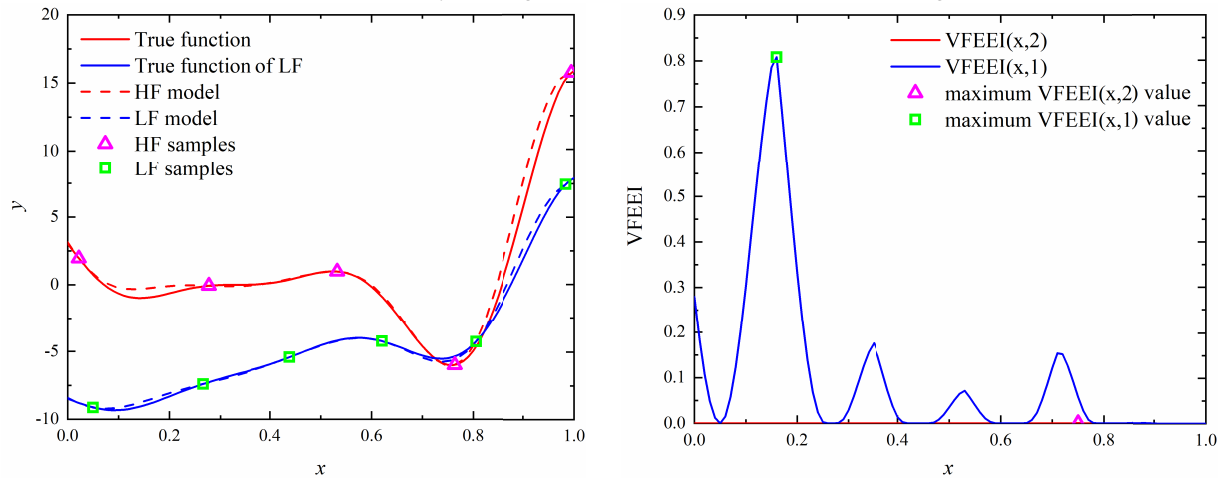 True function
True function of LF
HF model
LF model
HF samples
LF samples
20
15
10
5
0
-5
-10
y
0.0 0.2 0.4 0.6 0.8 1.0
x
VFEEI(x,2)
VFEEI(x,1)
maximum VFEEI(x,2) value
maximum VFEEI(x,1) value
0.9
0.8
0.7
0.6
0.5
0.4
0.3
0.2
0.1
0.0
VFEEI
0.0 0.2 0.4 0.6 0.8 1.0
x